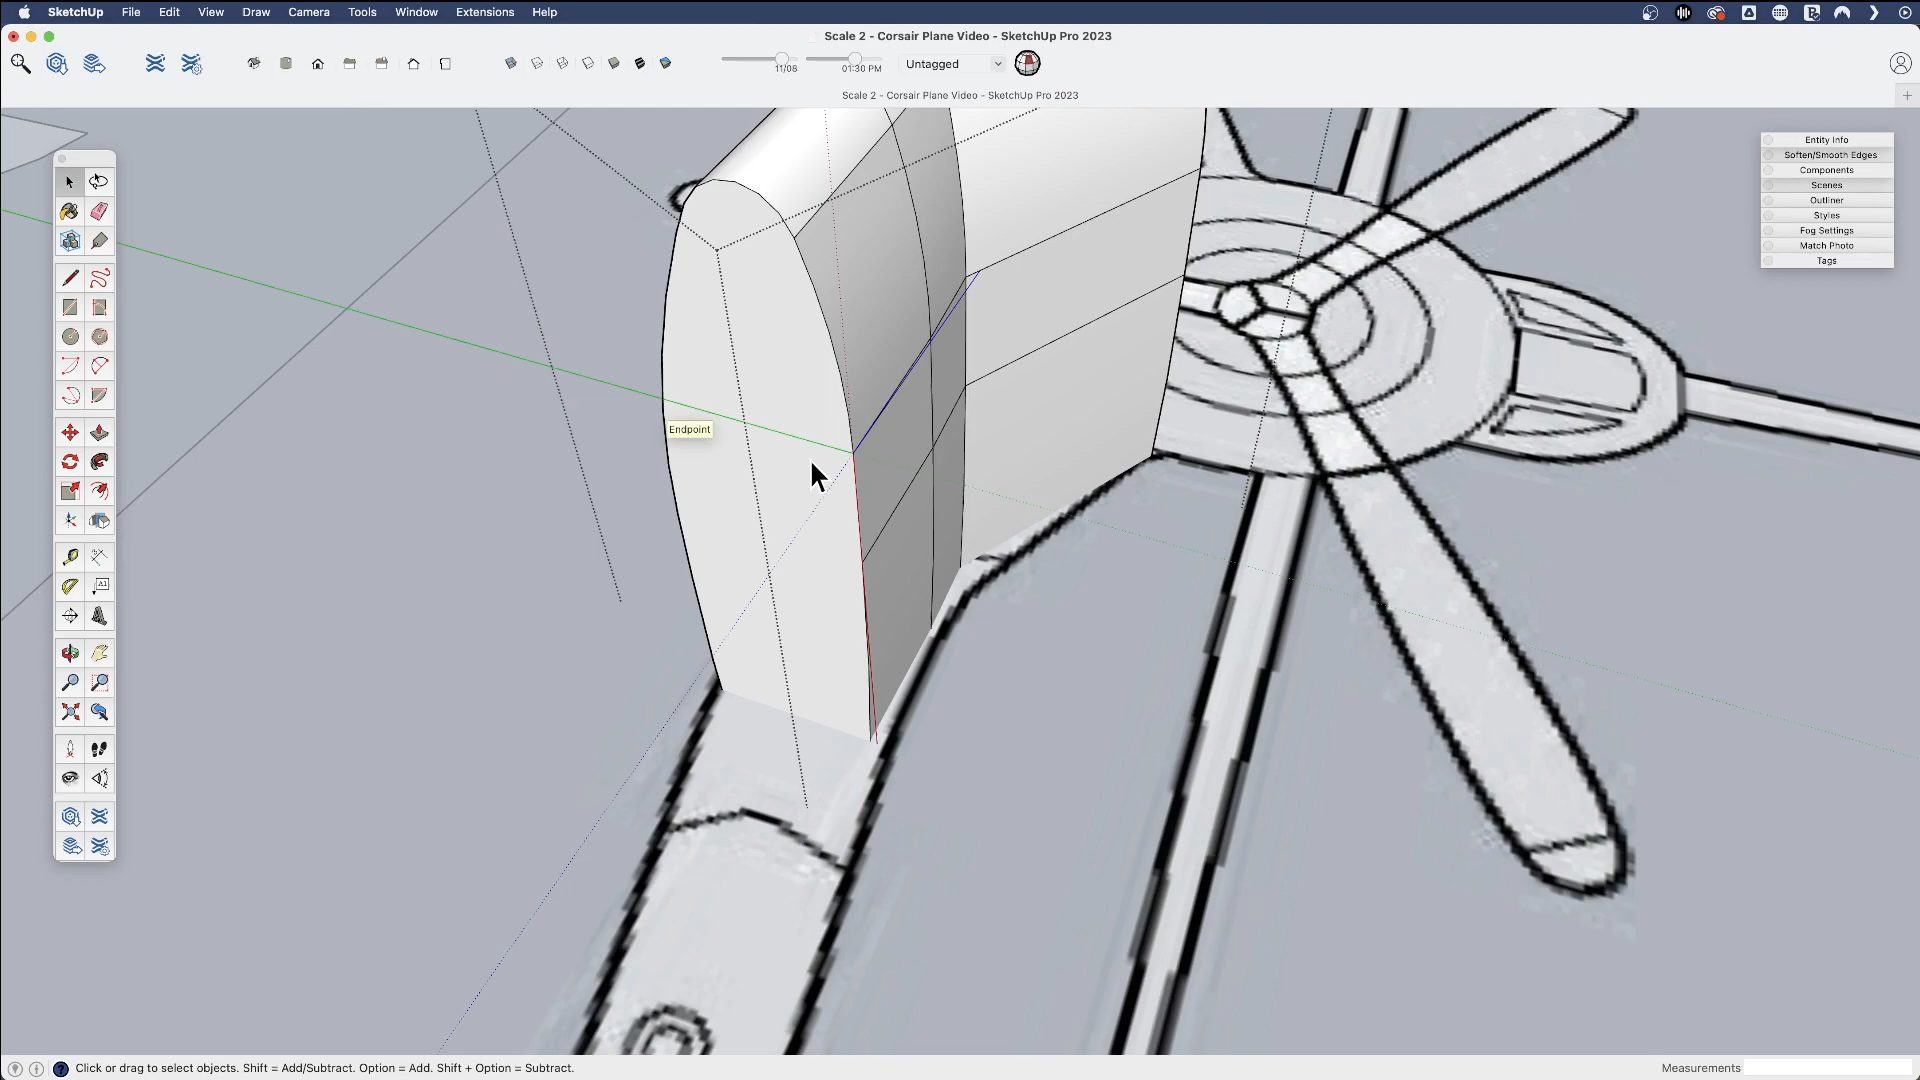 SketchUp File Edit View Draw Camera Tools Window Extensions Help
Scale 2 - Corsair Plane Video - SketchUp Pro 2023
11/08
01:30 PM
Untagged
Scale 2 - Corsair Plane Video - SketchUp Pro 2023
Entity Info
Soften/Smooth Edges
Components
Scenes
Outliner
Styles
Fog Settings
Match Photo
Tags
Endpoint
A1
Click or drag to select objects. Shift = Add/Subtract. Option = Add. Shift + Option = Subtract.
Measurements